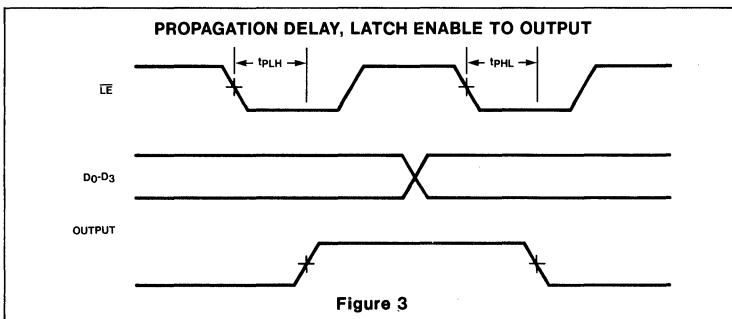 PROPAGATION DELAY, LATCH ENABLE TO OUTPUT
tPLH
tPHL
LE
D0-D3
OUTPUT
Figure 3